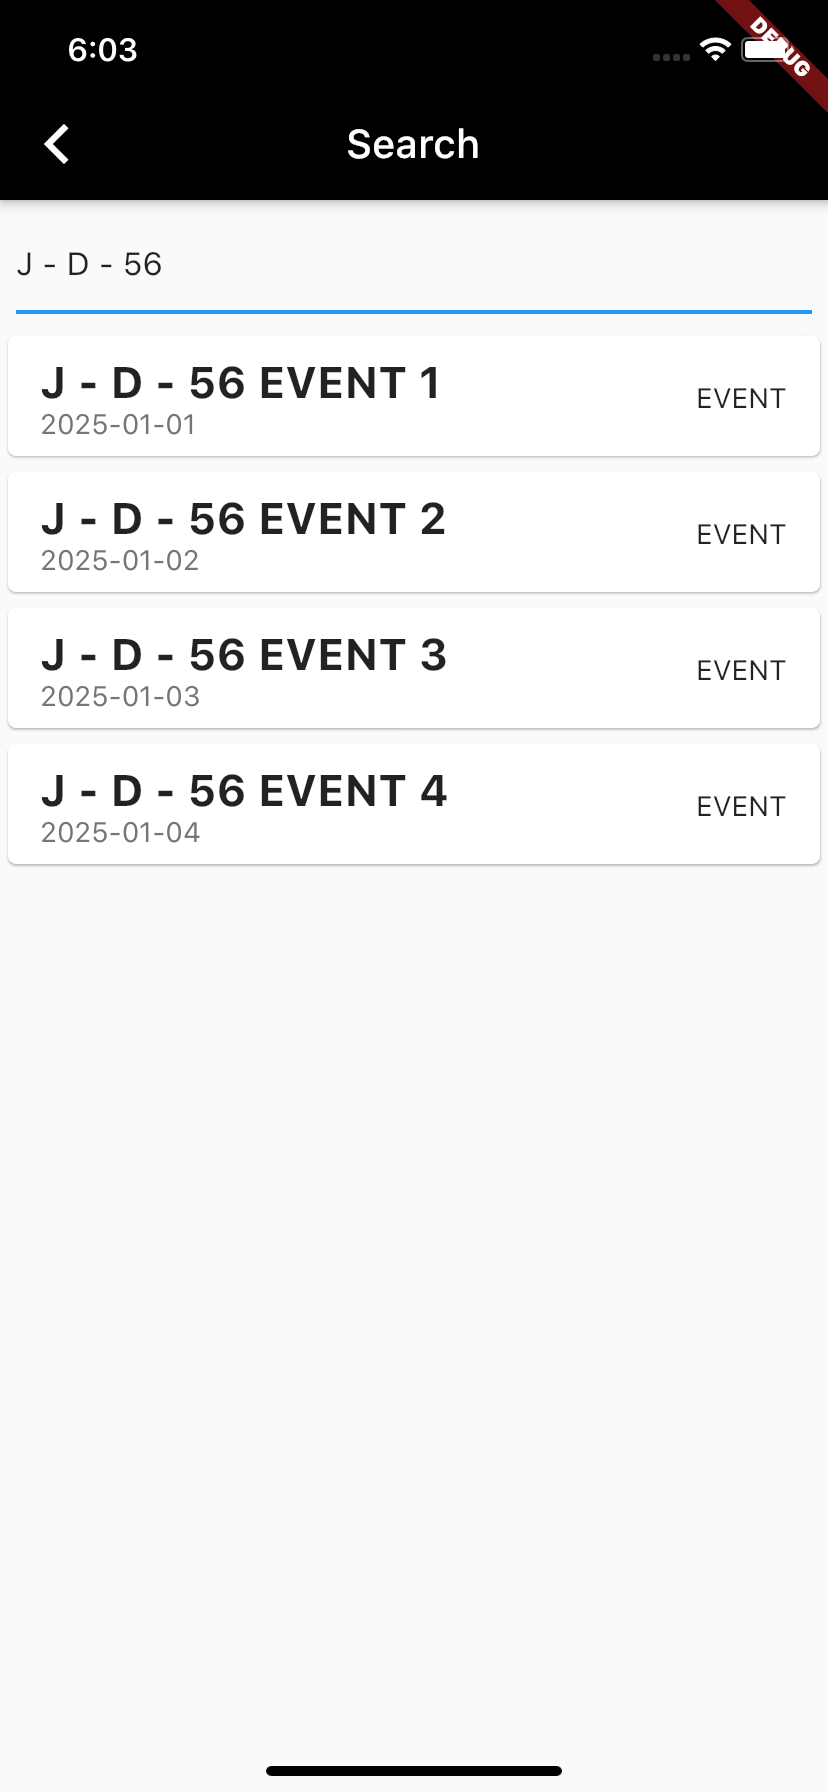 6:03
DEBUG
Search
J - D - 56
J - D - 56 EVENT 1
2025-01-01
EVENT
J - D - 56 EVENT 2
2025-01-02
EVENT
J - D - 56 EVENT 3
2025-01-03
EVENT
J - D - 56 EVENT 4
2025-01-04
EVENT